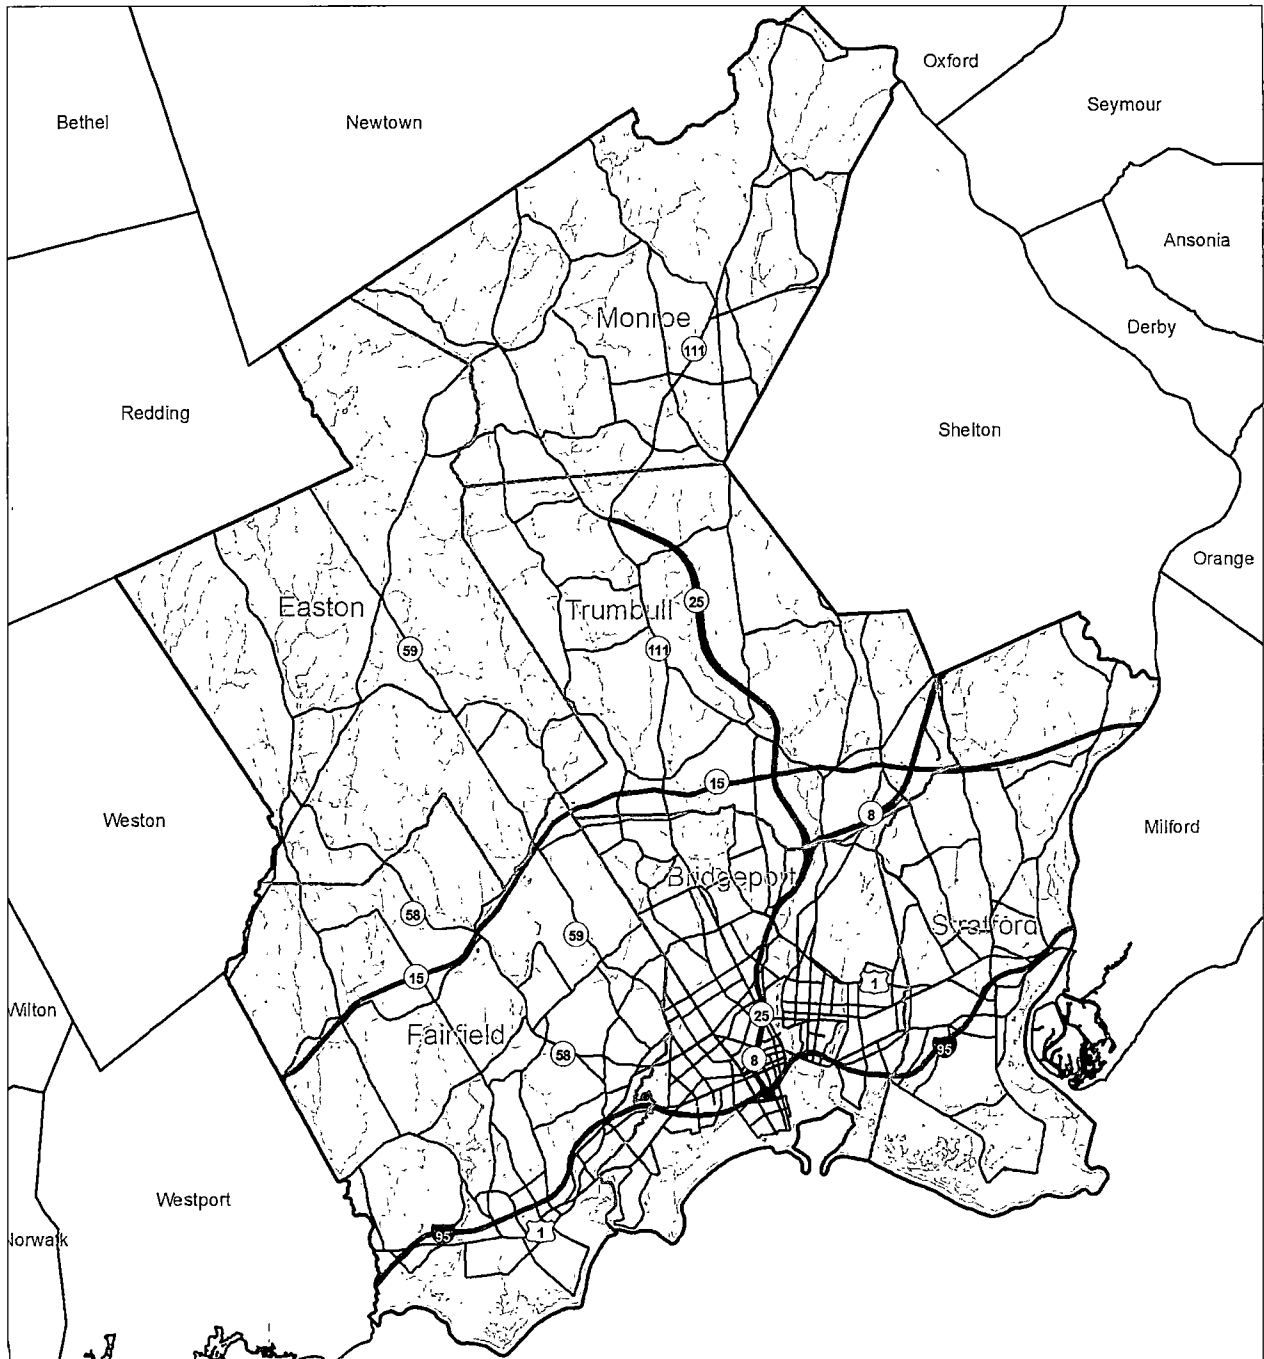 Oxford
Seymour
Bethel
Newtown
Ansonia
Monroe
Derby
111
Redding
Shelton
Orange
25
Easton
Trumbull
59
111
15
8
Weston
Milford
Bridgeport
58
Stratford
59
15
1
Wilton
25
Fairfield
58
95
8
Westport
95
1
Norwalk